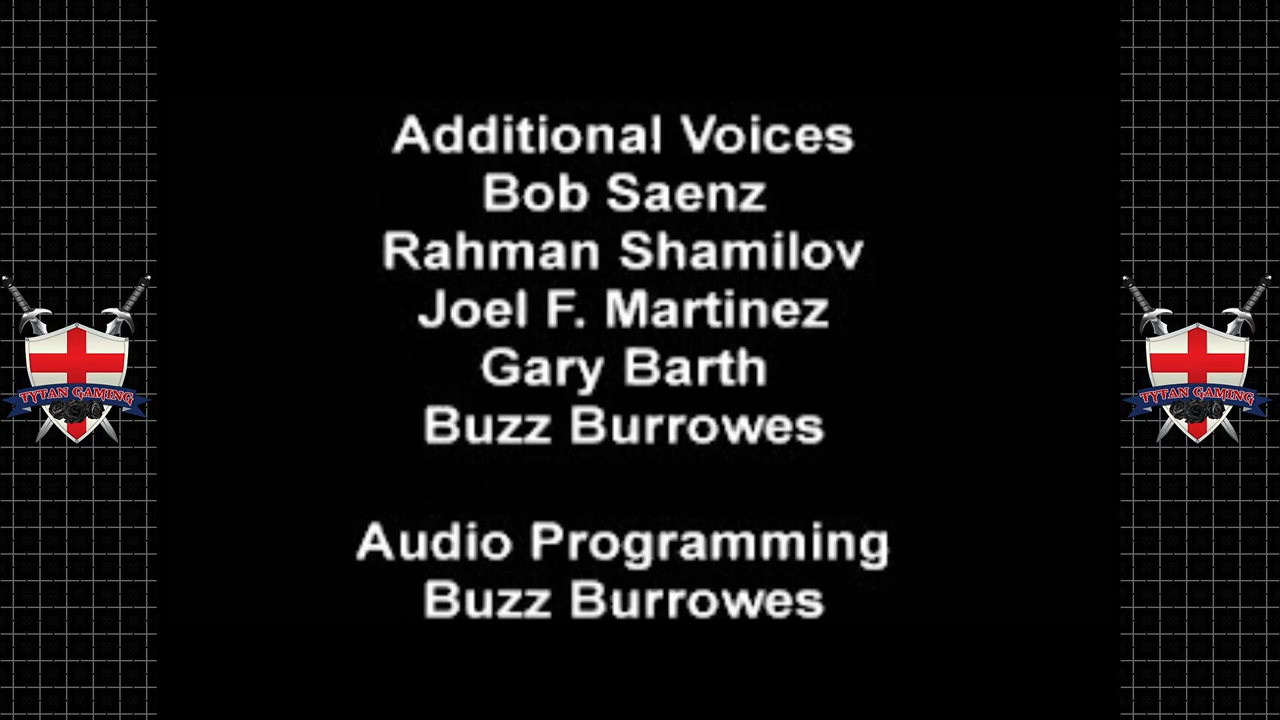 Additional Voices
Bob Saenz
Rahman Shamilov
Joel F. Martinez
Gary Barth
Buzz Burrowes
Audio Programming
Buzz Burrowes
TYTAN GAMING
TYTAN GAMING